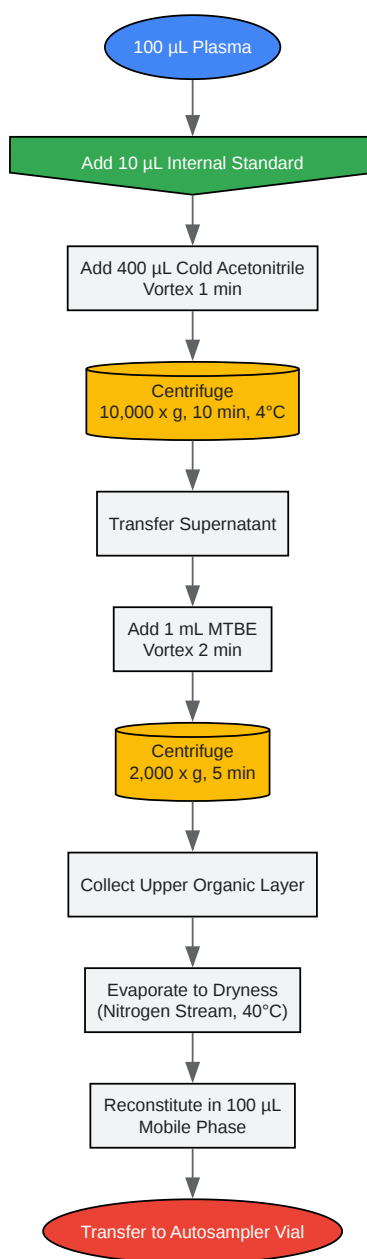 100 µL Plasma
Add 10 µL Internal Standard
Add 400 µL Cold Acetonitrile
Vortex 1 min
Centrifuge
10,000 x g, 10 min, 4°C
Transfer Supernatant
Add 1 mL MTBE
Vortex 2 min
Centrifuge
2,000 x g, 5 min
Collect Upper Organic Layer
Evaporate to Dryness
(Nitrogen Stream, 40°C)
Reconstitute in 100 µL
Mobile Phase
Transfer to Autosampler Vial